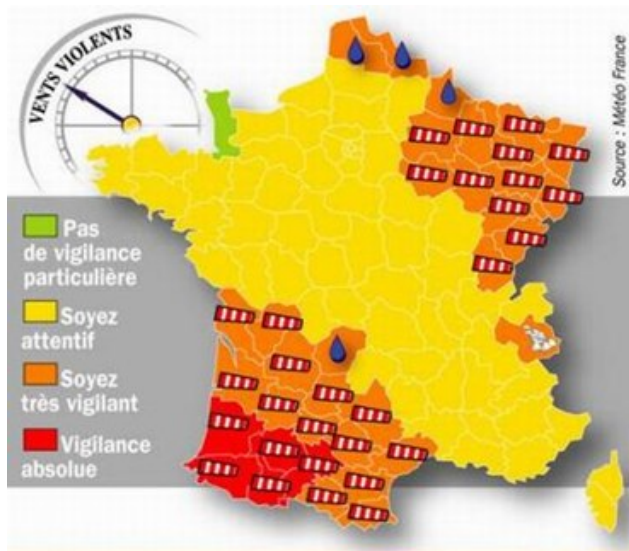 VENTS VIOLENTS
Source : Météo France
Pas
de vigilance
particulière
Soyez
attentif
Soyez
très vigilant
Vigilance
absolue